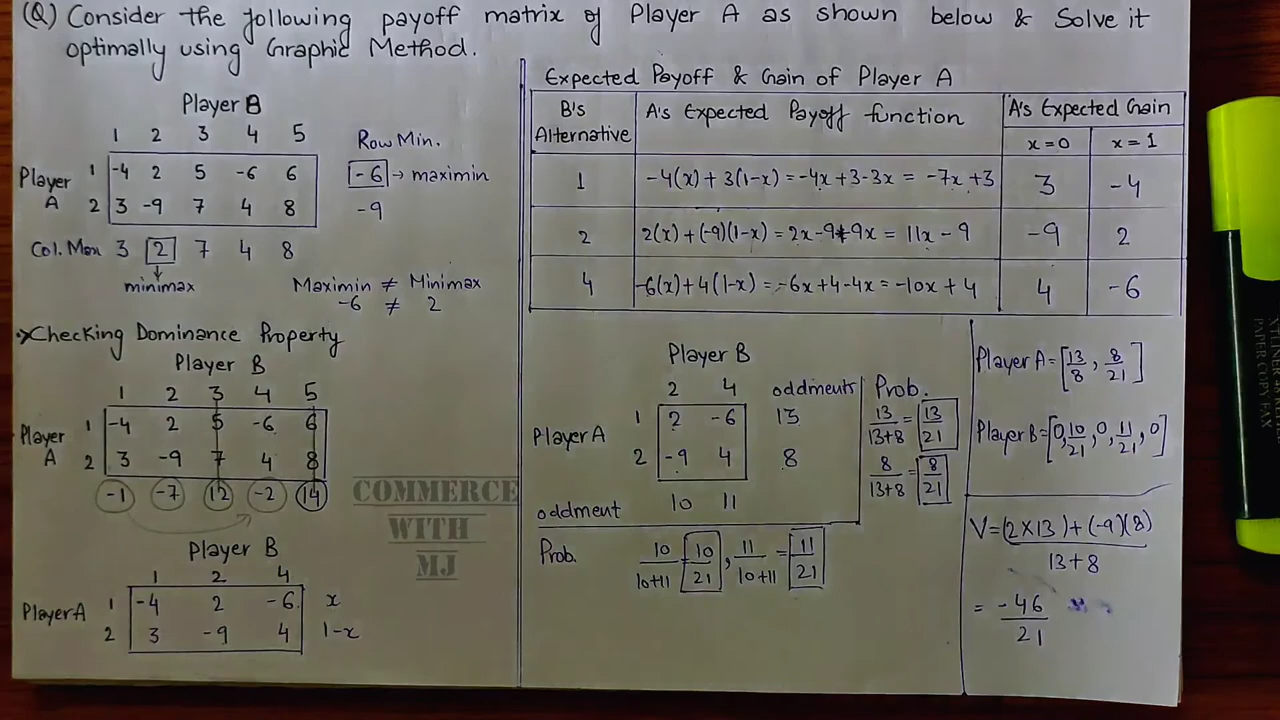 (Q) Consider the following payoff matrix of Player A as shown below & Solve it
optimally using Graphic Method.
Player B
1 2 3 4 5
Row Min.
Player A
1 -4 2 5 -6 6 -6 → maximin
2 3 -9 7 4 8 -9
Col. Max 3 2 7 4 8
minimax
Maximin ≠ Minimax
-6 ≠ 2
Checking Dominance Property
Player B
1 2 3 4 5
Player A
1 -4 2 5 -6 6
2 3 -9 7 4 8
-1 -7 12 -2 14
Player B
1 2 4
Player A 1 -4 2 -6 x
2 3 -9 4 1-x
COMMERCE
WITH
MJ
Expected Payoff & Gain of Player A
B's Alternative
A's Expected Payoff function
A's Expected Gain
x=0 x=1
1 -4(x) + 3(1-x) = -4x + 3-3x = -7x + 3 3 -4
2 2(x) + (-9)(1-x) = 2x-9+9x = 11x - 9 -9 2
4 -6(x) + 4(1-x) = -6x+4-4x = -10x + 4 4 -6
Player B
2 4 oddments Prob.
Player A 1 2 -6 13 13/13+8 = 13/21
2 -9 4 8 8/13+8 = 8/21
oddment 10 11
Prob. 10/10+11 = 10/21, 11/10+11 = 11/21
Player A = [13/8, 8/21]
Player B = [0, 10/21, 0, 11/21, 0]
V = (2×13) + (-9)(8)
13+8
= -46
21